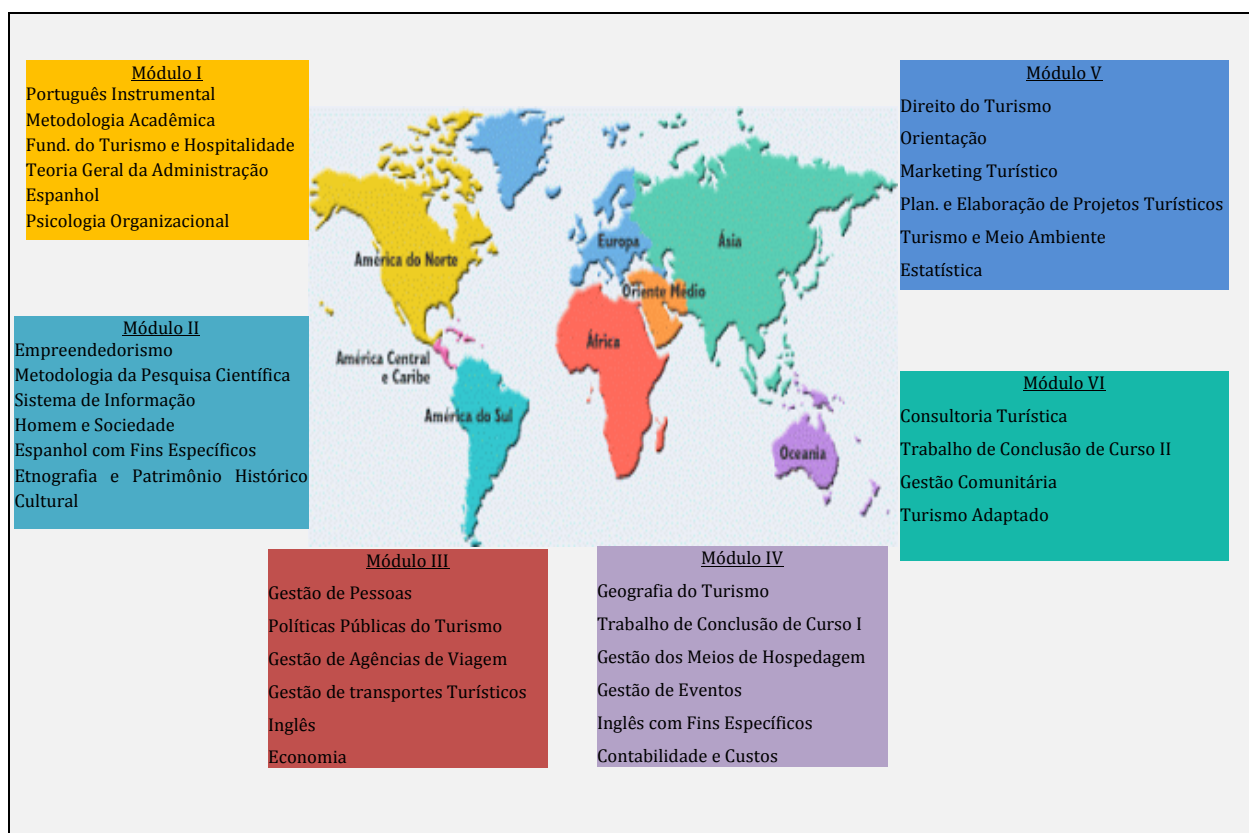 Módulo I
Português Instrumental
Metodologia Acadêmica
Fund. do Turismo e Hospitalidade
Teoria Geral da Administração
Espanhol
Psicologia Organizacional
Módulo II
Empreendedorismo
Metodologia da Pesquisa Científica
Sistema de Informação
Homem e Sociedade
Espanhol com Fins Específicos
Etnografia e Patrimônio Histórico
Cultural
América do Norte
Europa
Ásia
Oriente Médio
África
América Central
e Caribe
América do Sul
Oceania
Módulo III
Gestão de Pessoas
Políticas Públicas do Turismo
Gestão de Agências de Viagem
Gestão de transportes Turísticos
Inglês
Economia
Módulo IV
Geografia do Turismo
Trabalho de Conclusão de Curso I
Gestão dos Meios de Hospedagem
Gestão de Eventos
Inglês com Fins Específicos
Contabilidade e Custos
Módulo V
Direito do Turismo
Orientação
Marketing Turístico
Plan. e Elaboração de Projetos Turísticos
Turismo e Meio Ambiente
Estatística
Módulo VI
Consultoria Turística
Trabalho de Conclusão de Curso II
Gestão Comunitária
Turismo Adaptado